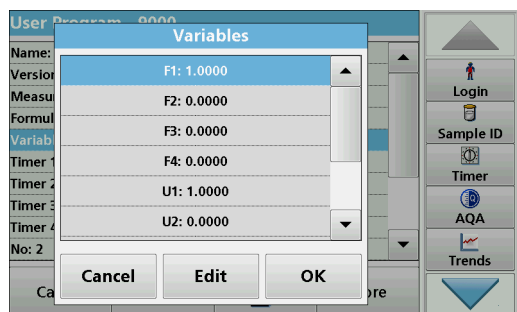 User Program 9000
Variables
Name:
Version
Measu
Formul
Variabl
Timer 1
Timer 2
Timer 3
Timer 4
No: 2
F1: 1.0000
F2: 0.0000
F3: 0.0000
F4: 0.0000
U1: 1.0000
U2: 0.0000
Cancel
Edit
OK
Ca
ore
Login
Sample ID
Timer
AQA
Trends